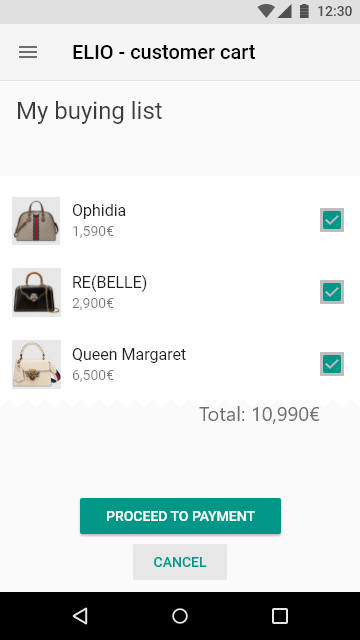 12:30
ELIO - customer cart
My buying list
Ophidia
1,590€
RE(BELLE)
2,900€
Queen Margaret
6,500€
Total: 10,990€
PROCEED TO PAYMENT
CANCEL